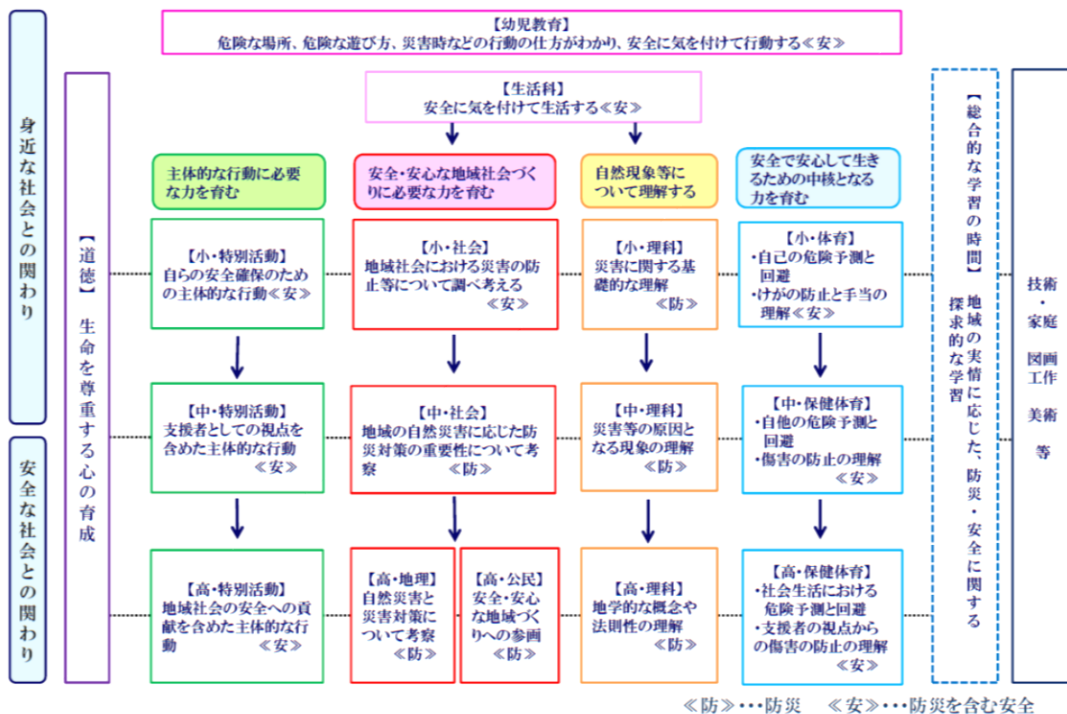 【幼児教育】
危険な場所、危険な遊び方、災害時などの行動の仕方がわかり、安全に気を付けて行動する≪安≫
身近な社会との関わり
安全な社会との関わり
【道徳】 生命を尊重する心の育成
【生活科】
安全に気を付けて生活する≪安≫
主体的な行動に必要
な力を育む
安全・安心な地域社会づく
りに必要な力を育む
自然現象等に
ついて理解する
安全で安心して生き
るための中核となる
力を育む
【小・特別活動】
自らの安全確保のため
の主体的な行動≪安≫
【小・社会】
地域社会における災害の防
止等について調べ考える
≪安≫
【小・理科】
災害に関する基
礎的な理解
≪防≫
【小・体育】
・自己の危険予測と
回避
・けがの防止と手当の
理解≪安≫
【中・特別活動】
支援者としての視点を
含めた主体的な行動
≪安≫
【中・社会】
地域の自然災害に応じた防
災対策の重要性について考
察 ≪防≫
【中・理科】
災害等の原因と
なる現象の理解
≪防≫
【中・保健体育】
・自他の危険予測と
回避
・傷害の防止の理解
≪安≫
【高・特別活動】
地域社会の安全への貢
献を含めた主体的な行
動 ≪安≫
【高・地理】
自然災害と
災害対策に
ついて考察
≪防≫
【高・公民】
安全・安心
な地域づく
りへの参画
≪防≫
【高・理科】
地学的な概念や
法則性の理解
≪防≫
【高・保健体育】
・社会生活における
危険予測と回避
・支援者の視点から
の傷害の防止の理解
≪安≫
【総合的な学習の時間】 地域の実情に応じた、防災・安全に関する
探求的な学習
技術
・
家庭
図画
工作
美術
等
≪防≫・・・防災 ≪安≫・・・防災を含む安全